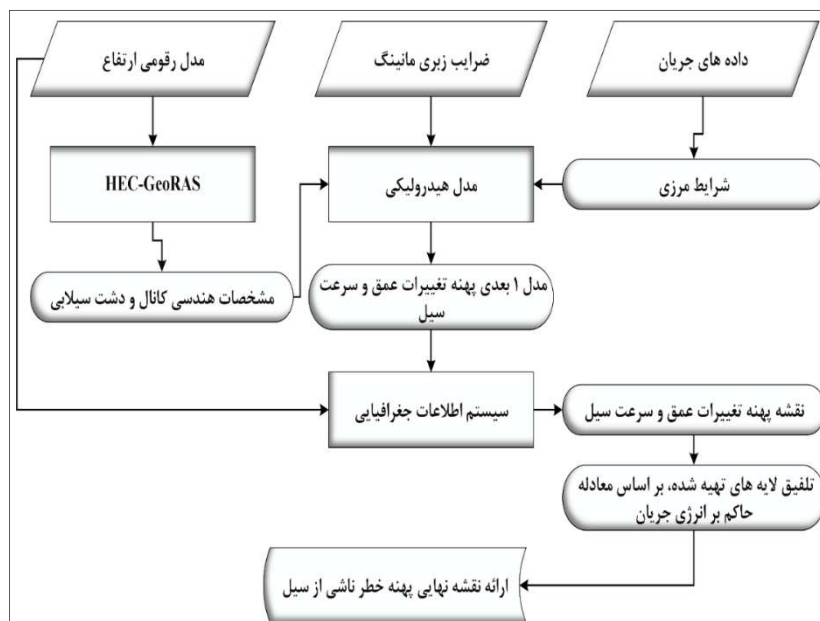 داده های جریان
ضرایب زبری مانینگ
مدل رقومی ارتفاع
شرایط مرزی
مدل هیدرولیکی
HEC-GeoRAS
مدل ۱ بعدی پهنه تغییرات عمق و سرعت
سیل
مشخصات هندسی کانال و دشت سیلابی
سیستم اطلاعات جغرافیایی
نقشه پهنه تغییرات عمق و سرعت سیل
تلفیق لایه های تهیه شده، بر اساس معادله
حاکم بر انرژی جریان
ارائه نقشه نهایی پهنه خطر ناشی از سیل